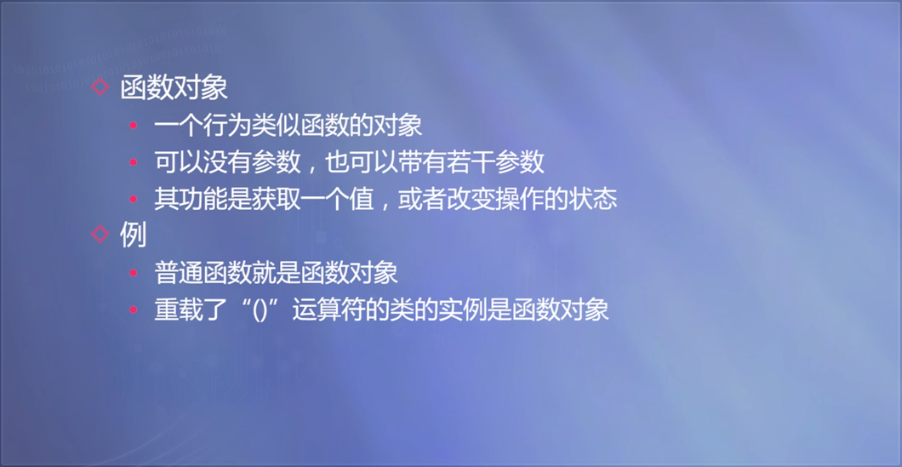 函数对象
一个行为类似函数的对象
可以没有参数，也可以带有若干参数
其功能是获取一个值，或者改变操作的状态
例
普通函数就是函数对象
重载了“()”运算符的类的实例是函数对象